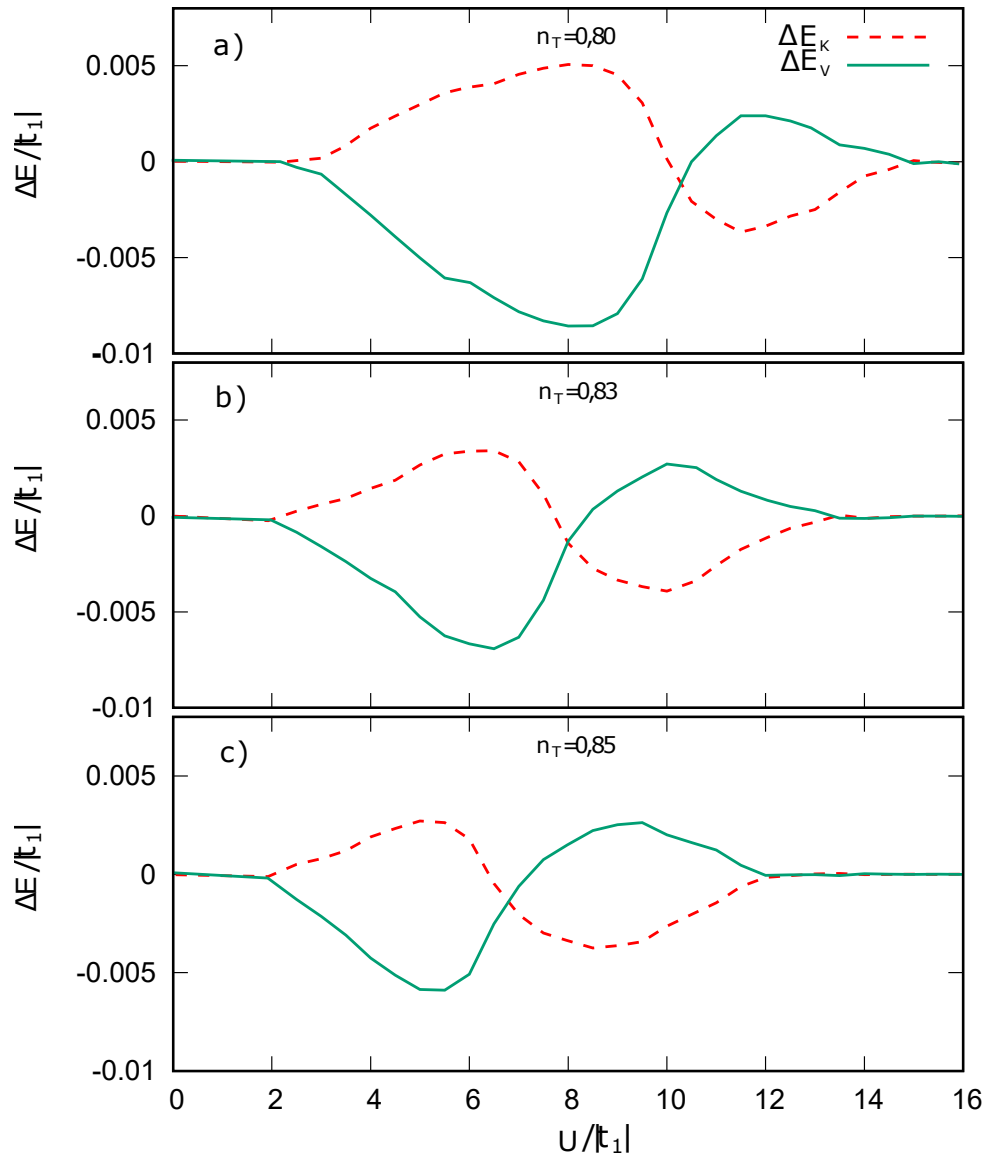 a)
n_T=0,80
ΔE_K
ΔE_V
0.005
0
-0.005
-0.01
ΔE/|t_1|
b)
n_T=0,83
0.005
0
-0.005
-0.01
ΔE/|t_1|
c)
n_T=0,85
0.005
0
-0.005
-0.01
ΔE/|t_1|
0 2 4 6 8 10 12 14 16
U/|t_1|